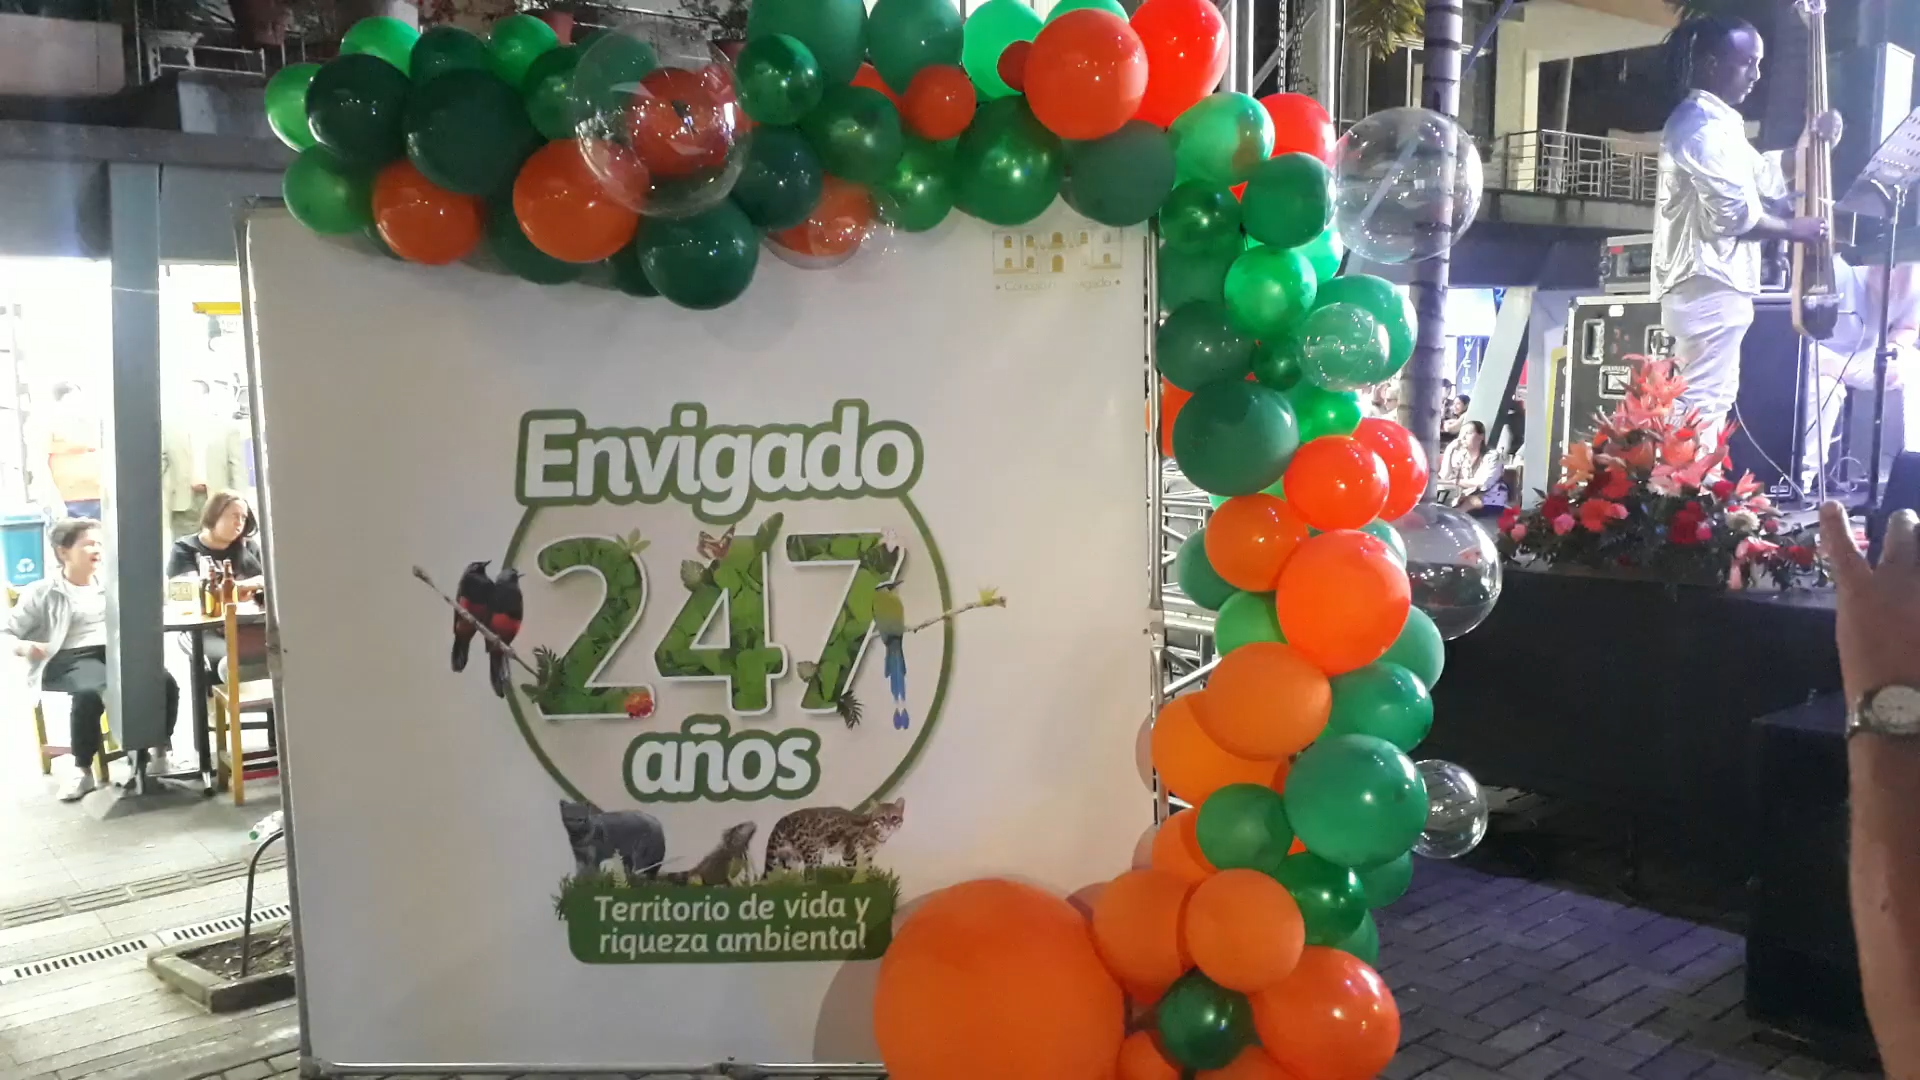 Envigado
247
años
Territorio de vida y
riqueza ambiental